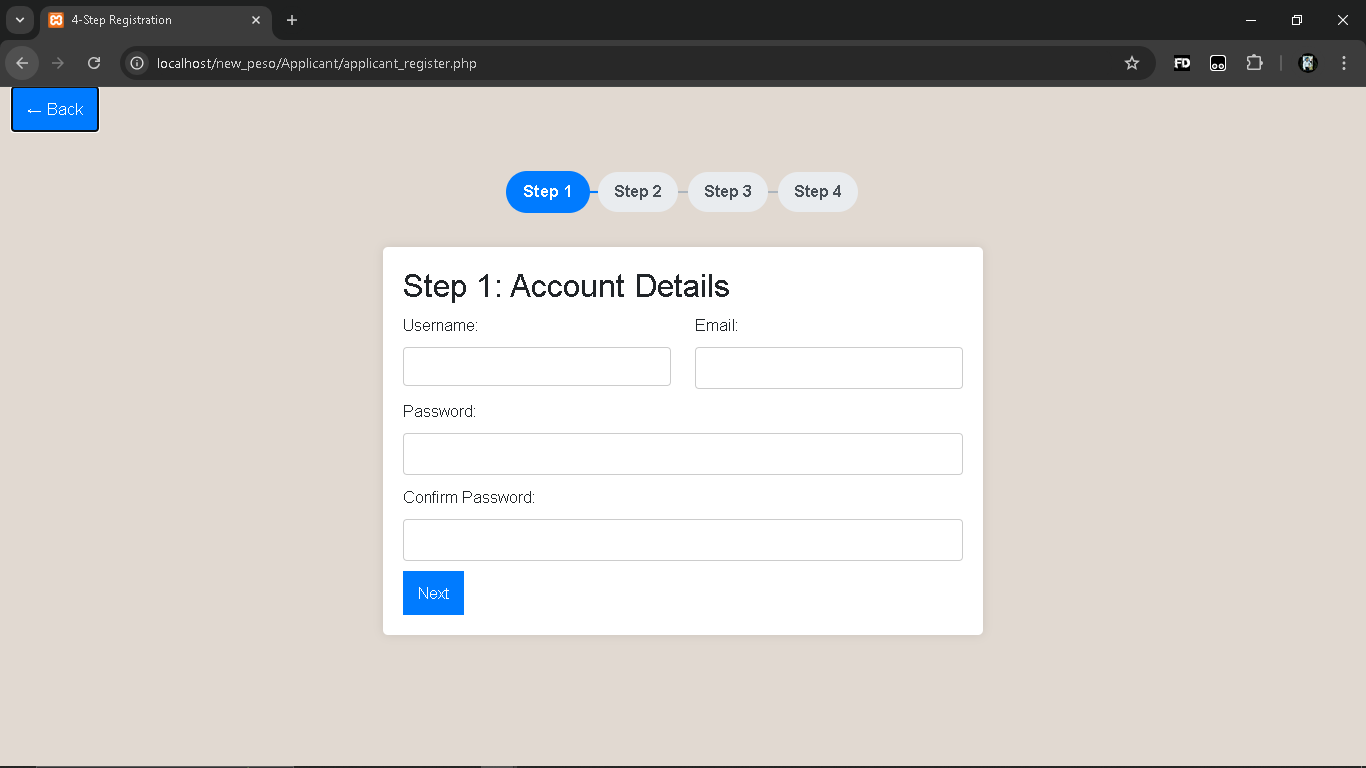 4-Step Registration
localhost/new_peso/Applicant/applicant_register.php
FD
← Back
Step 1 Step 2 Step 3 Step 4
Step 1: Account Details
Username: Email:
Password:
Confirm Password:
Next